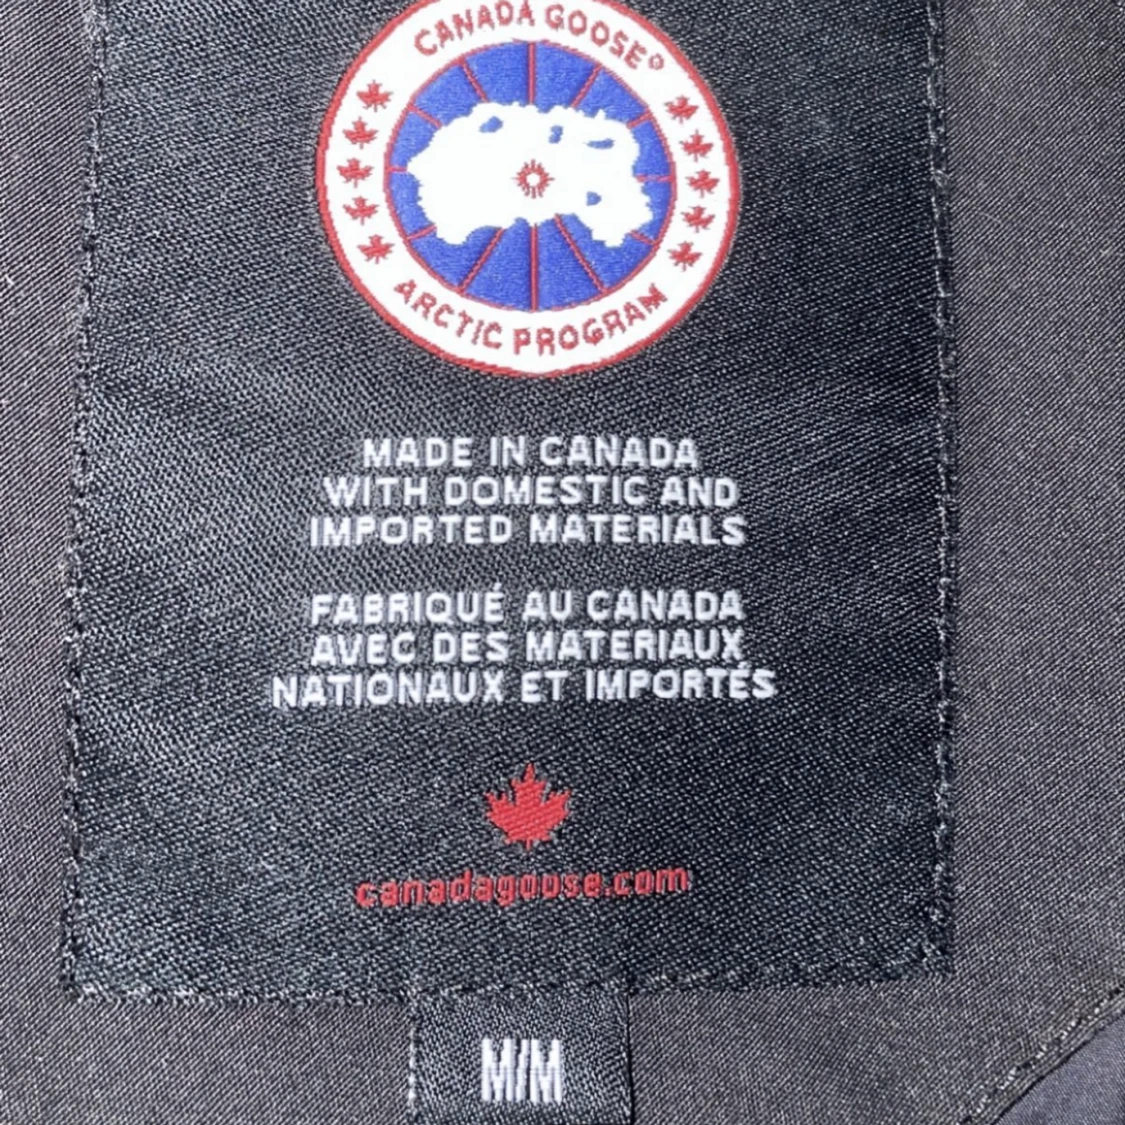 CANADA GOOSE®
ARCTIC PROGRAM
MADE IN CANADA
WITH DOMESTIC AND
IMPORTED MATERIALS
FABRIQUÉ AU CANADA
AVEC DES MATERIAUX
NATIONAUX ET IMPORTÉS
canadagoose.com
M/M